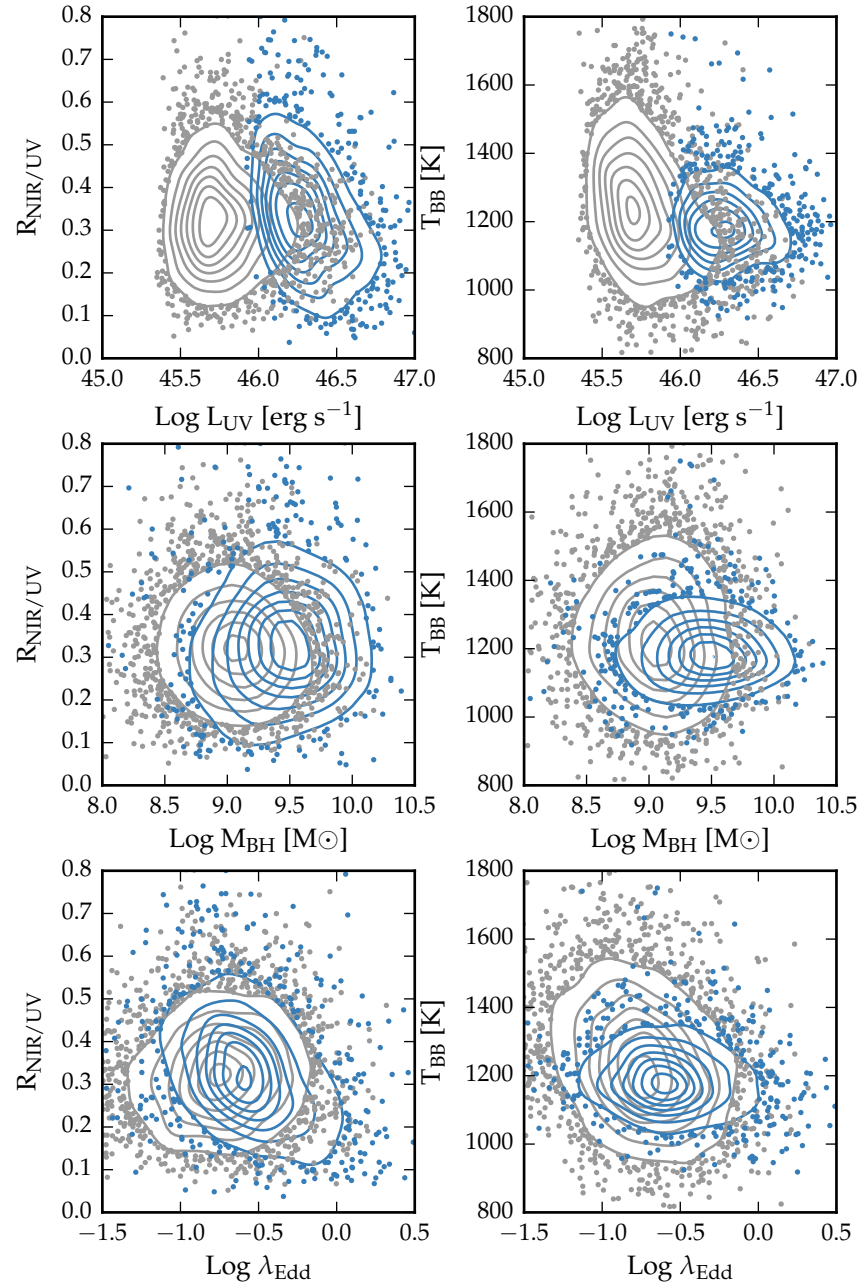 0.8 0.7 0.6 0.5 0.4 0.3 0.2 0.1 0.0
R_NIR/UV
45.0 45.5 46.0 46.5 47.0
Log L_UV [erg s⁻¹]
1800 1600 1400 1200 1000 800
T_BB [K]
45.0 45.5 46.0 46.5 47.0
Log L_UV [erg s⁻¹]
0.8 0.7 0.6 0.5 0.4 0.3 0.2 0.1 0.0
R_NIR/UV
8.0 8.5 9.0 9.5 10.0
Log M_BH [M⊙]
1800 1600 1400 1200 1000 800
T_BB [K]
8.0 8.5 9.0 9.5 10.0 10.5
Log M_BH [M⊙]
0.8 0.7 0.6 0.5 0.4 0.3 0.2 0.1 0.0
R_NIR/UV
−1.5 −1.0 −0.5 0.0 0.5
Log λ_Edd
1800 1600 1400 1200 1000 800
T_BB [K]
−1.5 −1.0 −0.5 0.0 0.5
Log λ_Edd